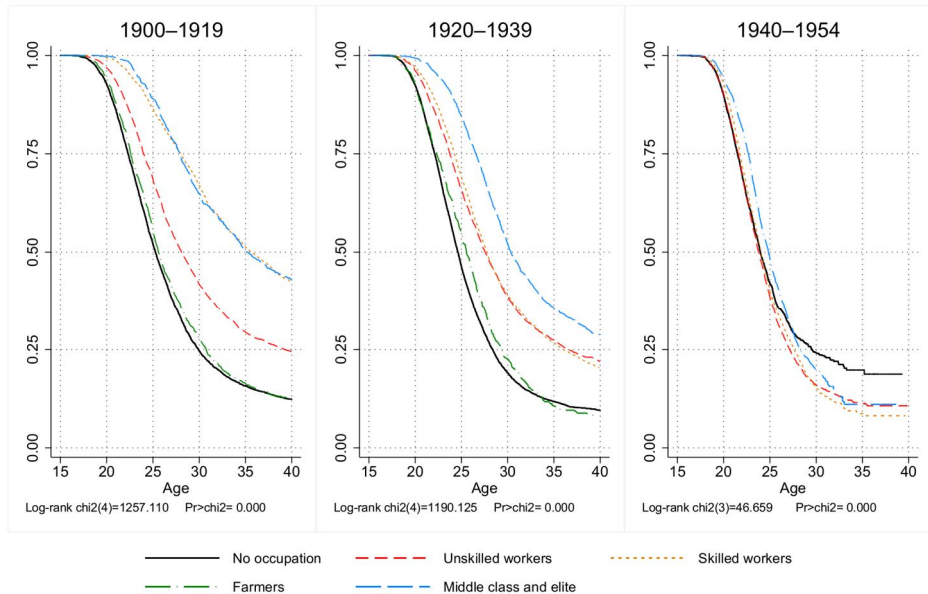 1900–1919
1920–1939
1940–1954
1.00
0.75
0.50
0.25
0.00
15 20 25 30 35 40
Age
Log-rank chi2(4)=1257.110 Pr>chi2= 0.000
1.00
0.75
0.50
0.25
0.00
15 20 25 30 35 40
Age
Log-rank chi2(4)=1190.125 Pr>chi2= 0.000
1.00
0.75
0.50
0.25
0.00
15 20 25 30 35 40
Age
Log-rank chi2(3)=46.659 Pr>chi2= 0.000
No occupation Unskilled workers Skilled workers
Farmers Middle class and elite